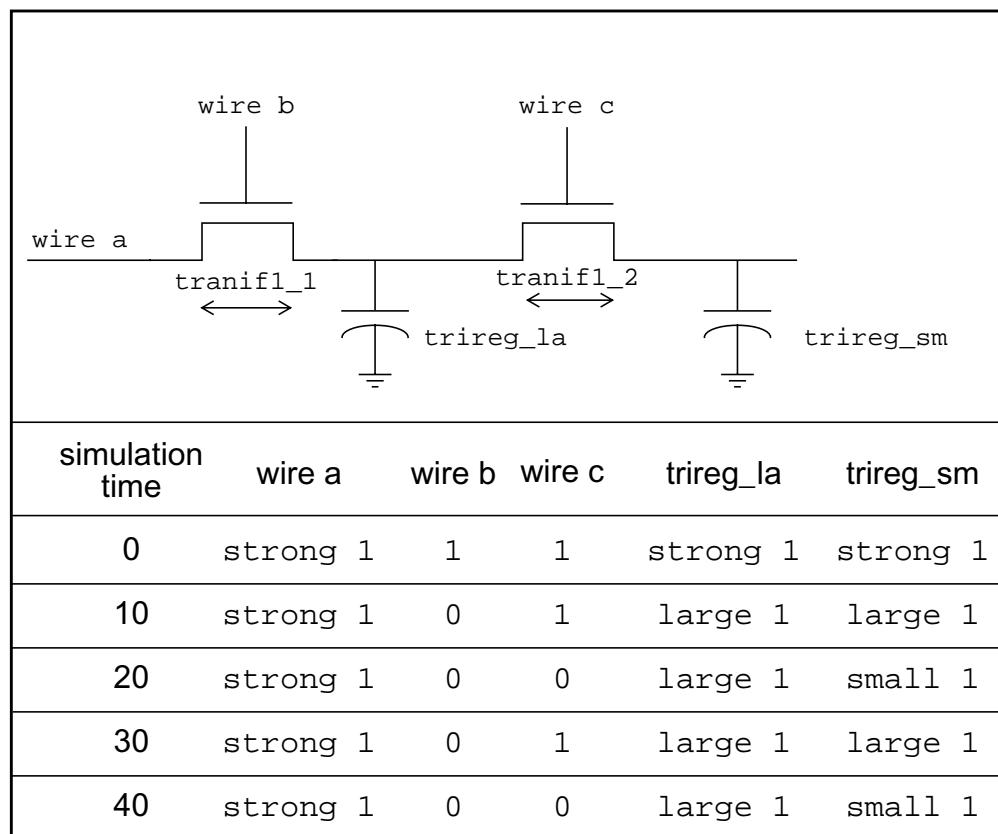 wire b wire c
wire a
tranif1_1 tranif1_2
trireg_la trireg_sm
simulation time wire a wire b wire c trireg_la trireg_sm
0 strong 1 1 1 strong 1 strong 1
10 strong 1 0 1 large 1 large 1
20 strong 1 0 0 large 1 small 1
30 strong 1 0 1 large 1 large 1
40 strong 1 0 0 large 1 small 1